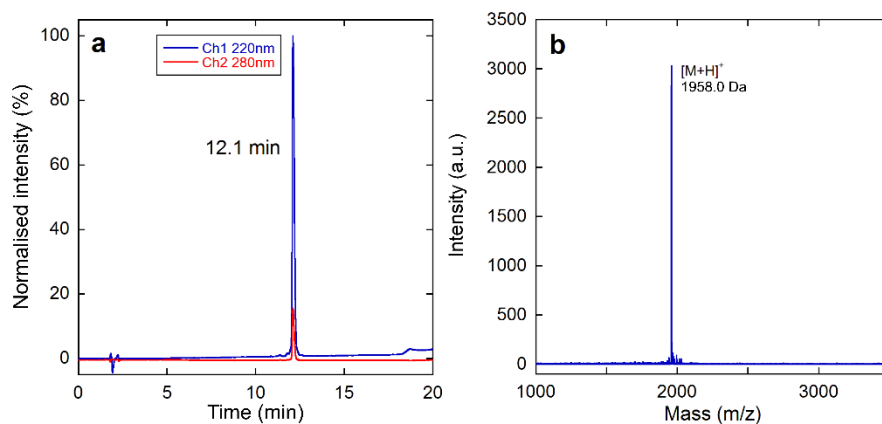 a
Ch1 220nm
Ch2 280nm
12.1 min
Normalised intensity (%)
100
80
60
40
20
0
0 5 10 15 20
Time (min)
b
[M+H]+
1958.0 Da
Intensity (a.u.)
3500
3000
2500
2000
1500
1000
500
0
1000 2000 3000
Mass (m/z)